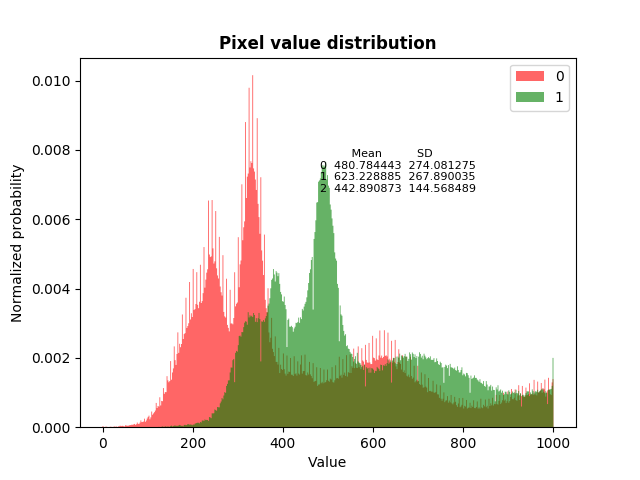 Pixel value distribution
0.010
0.008
0.006
0.004
0.002
0.000
Normalized probability
0
1
Mean SD
0 480.784443 274.081275
1 623.228885 267.890035
2 442.890873 144.568489
0 200 400 600 800 1000
Value